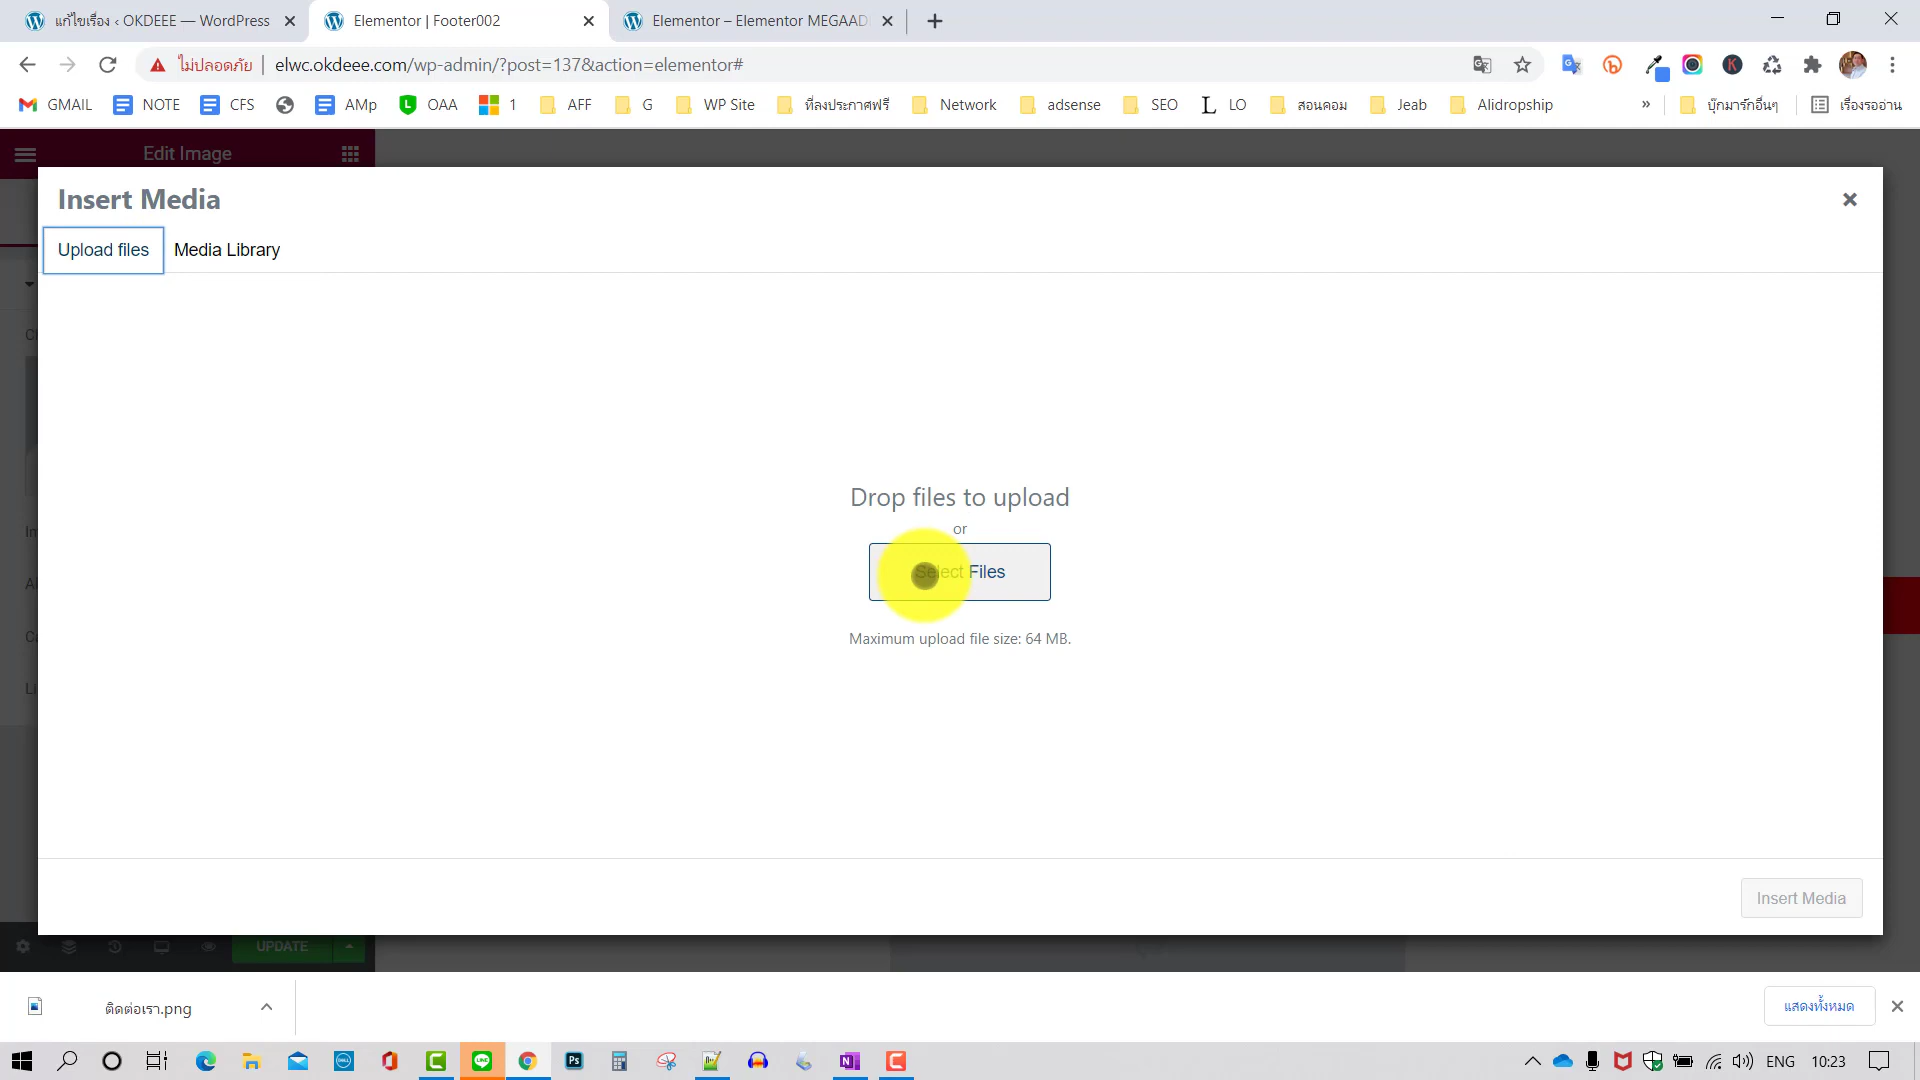 แก้ไขเรื่อง ‹ OKDEEE — WordPress
Elementor | Footer002
Elementor – Elementor MEGAAD
ไม่ปลอดภัย
elwc.okdeee.com/wp-admin/?post=137&action=elementor#
GMAIL
NOTE
CFS
AMp
OAA
1
AFF
G
WP Site
ที่ลงประกาศฟรี
Network
adsense
SEO
LO
สอนคอม
Jeab
Alidropship
»
บุ๊กมาร์กอื่นๆ
เรื่องรออ่าน
Edit Image
Insert Media
Upload files
Media Library
Drop files to upload
or
Select Files
Maximum upload file size: 64 MB.
Insert Media
UPDATE
ติดต่อเรา.png
แสดงทั้งหมด
ENG
10:23